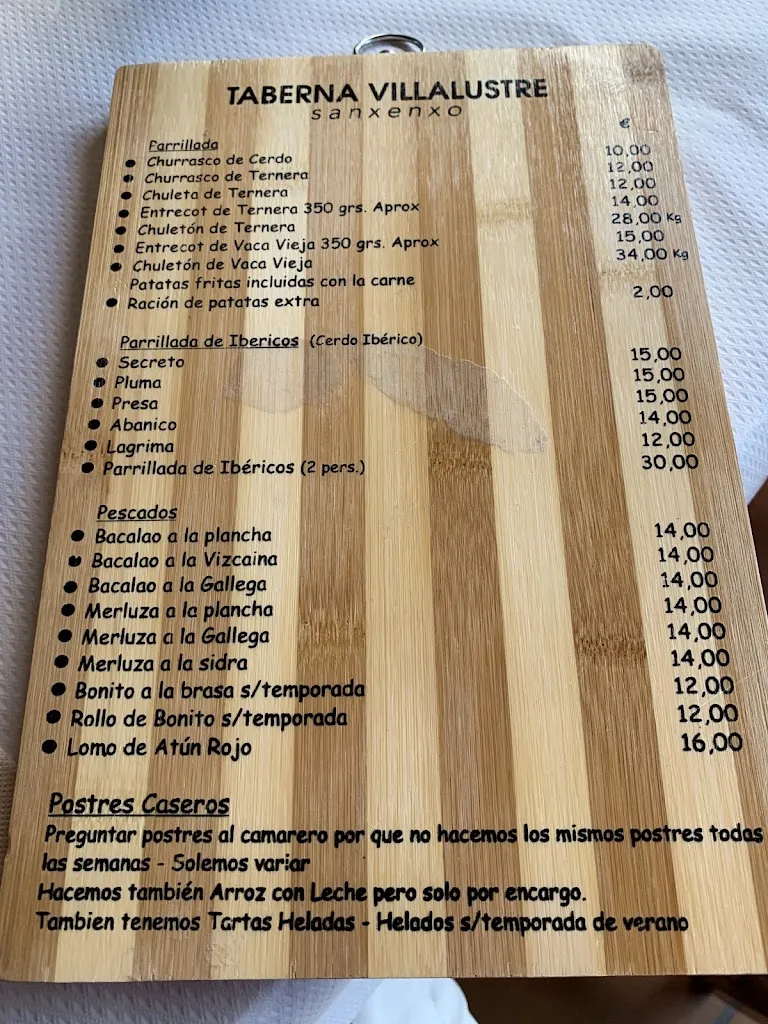 TABERNA VILLALUSTRE
sanxenxo
€
Parrillada
Churrasco de Cerdo 10,00
Churrasco de Ternera 12,00
Chuleta de Ternera 12,00
Entrecot de Ternera 350 grs. Aprox 14,00
Chuletón de Ternera 28,00 Kg
Entrecot de Vaca Vieja 350 grs. Aprox 15,00
Chuletón de Vaca Vieja 34,00 Kg
Patatas fritas incluidas con la carne
Ración de patatas extra 2,00
Parrillada de Ibericos (Cerdo Ibérico)
Secreto 15,00
Pluma 15,00
Presa 15,00
Abanico 14,00
Lagrima 12,00
Parrillada de Ibéricos (2 pers.) 30,00
Pescados
Bacalao a la plancha 14,00
Bacalao a la Vizcaina 14,00
Bacalao a la Gallega 14,00
Merluza a la plancha 14,00
Merluza a la Gallega 14,00
Merluza a la sidra 14,00
Bonito a la brasa s/temporada 12,00
Rollo de Bonito s/temporada 12,00
Lomo de Atún Rojo 16,00
Postres Caseros
Preguntar postres al camarero por que no hacemos los mismos postres todas
las semanas - Solemos variar
Hacemos también Arroz con Leche pero solo por encargo.
Tambien tenemos Tartas Heladas - Helados s/temporada de verano